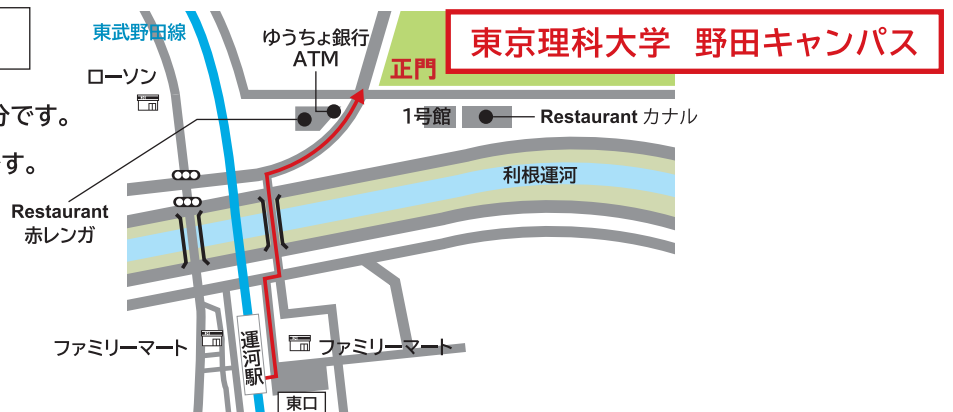 東武野田線
ゆうちょ銀行
ATM
東京理科大学 野田キャンパス
正門
ローソン
分です。
1号館
Restaurant カナル
す。
利根運河
Restaurant
赤レンガ
ファミリーマート
運河駅
ファミリーマート
東口